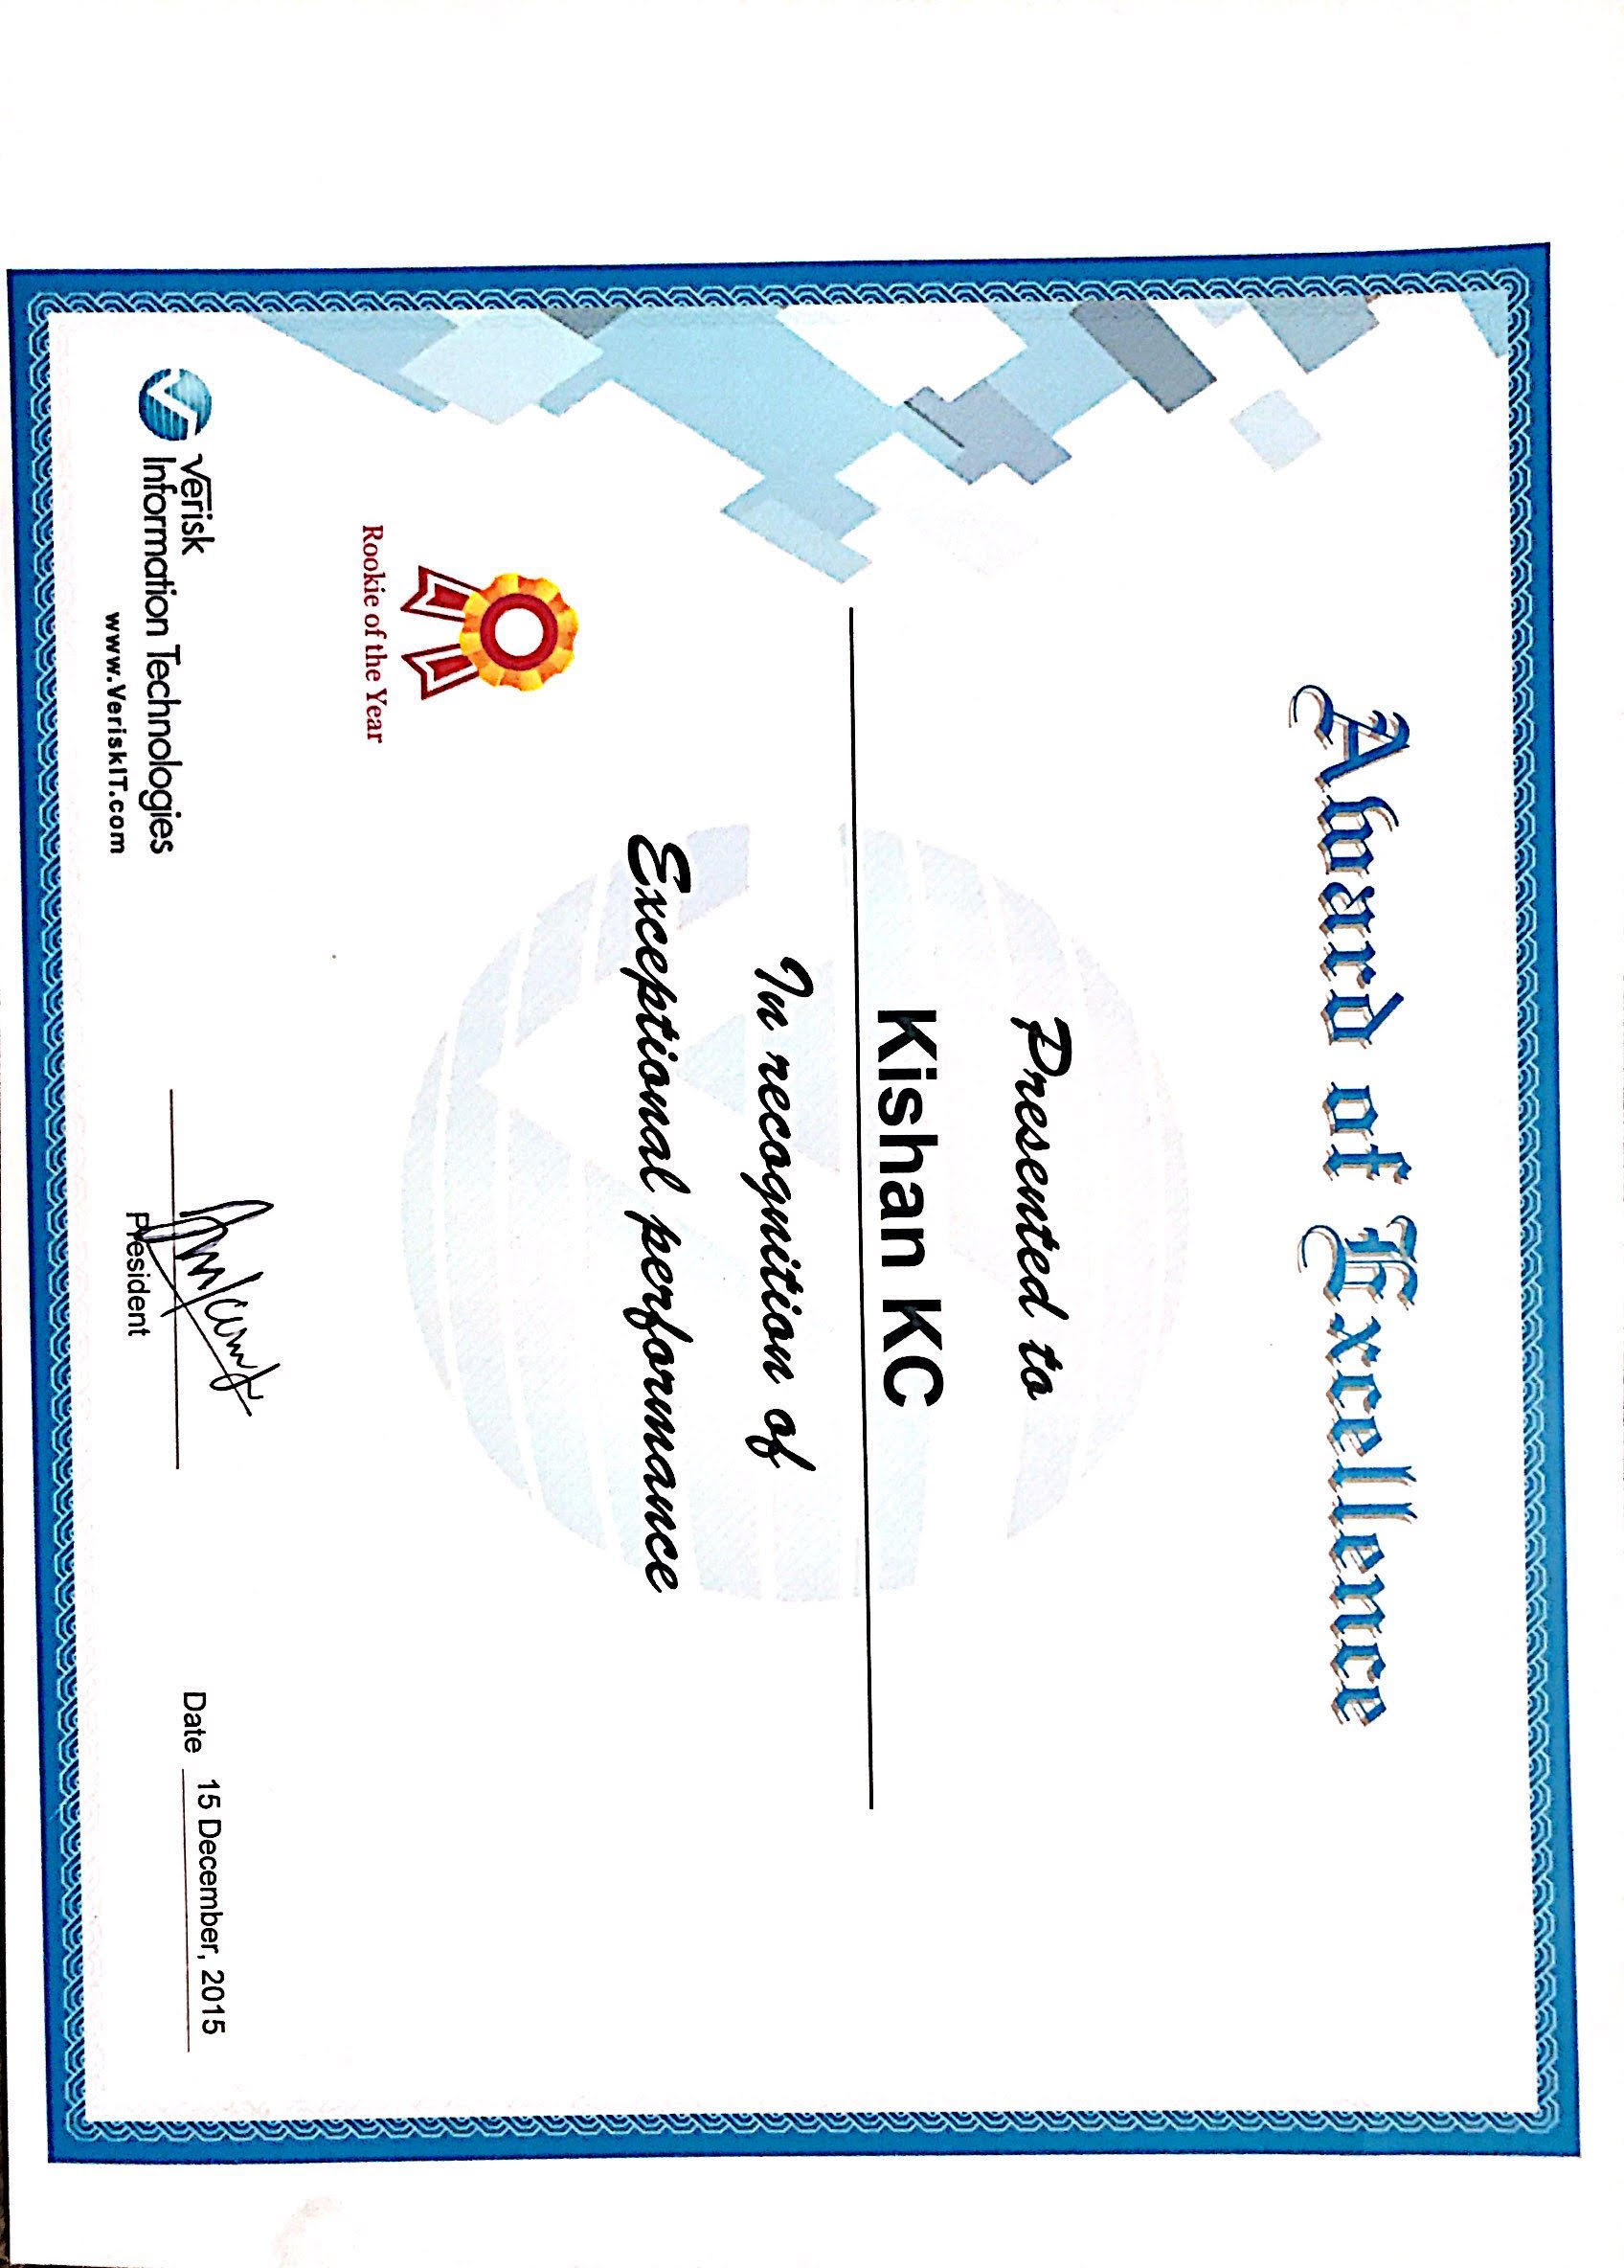 Award of Excellence
Presented to
Kishan KC
In recognition of
Exceptional performance
Rookie of the Year
Verisk
Information Technologies
www.VeriskIT.com
President
Date 15 December, 2015